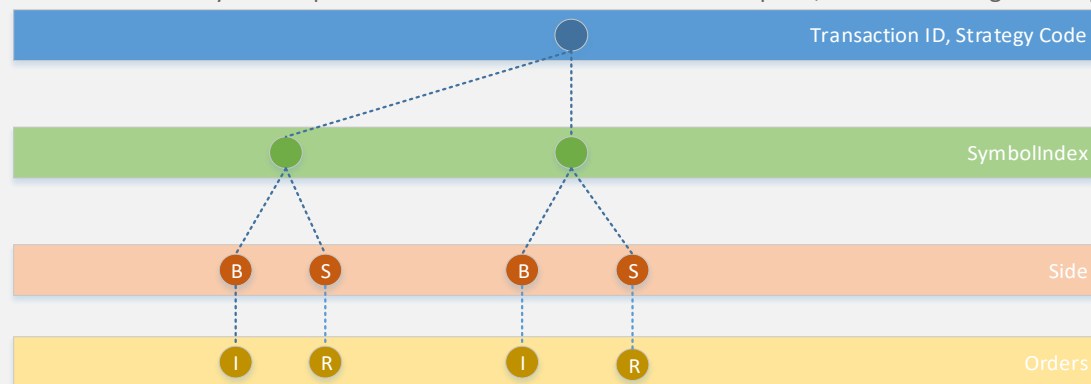 Transaction ID, Strategy Code
SymbolIndex
B S B S Side
I R I R Orders